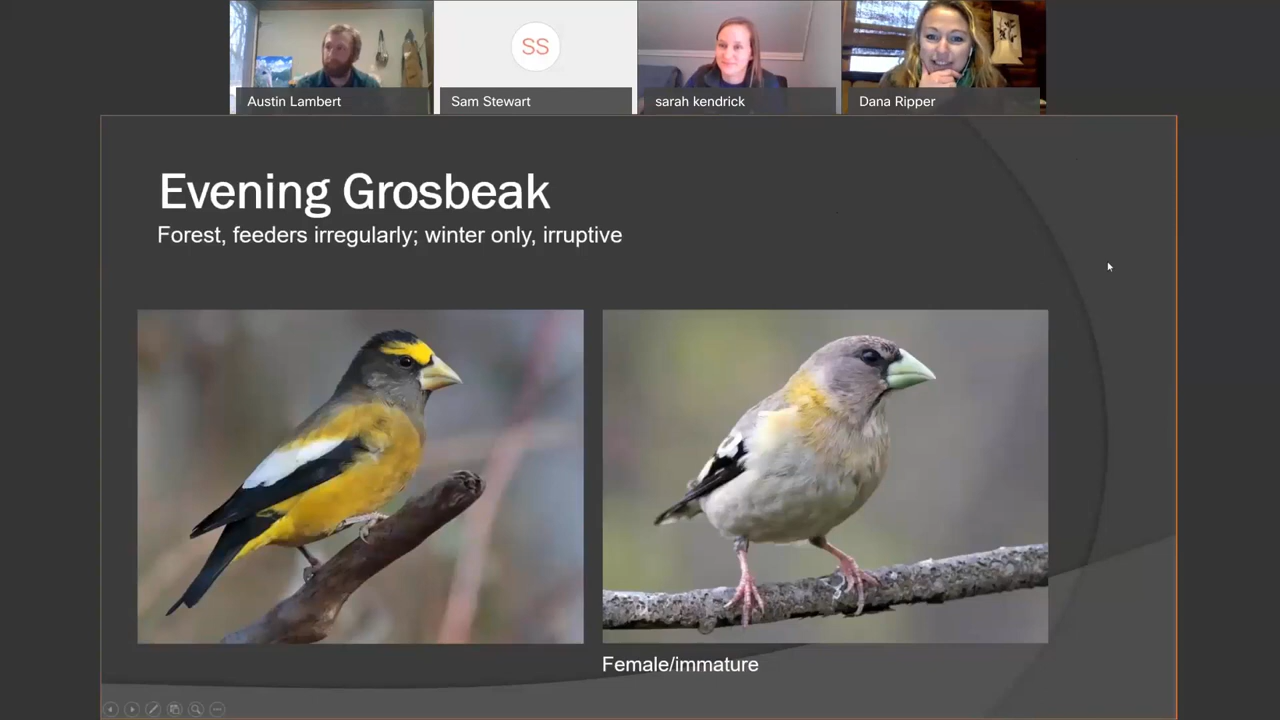 SS
Austin Lambert
Sam Stewart
sarah kendrick
Dana Ripper
Evening Grosbeak
Forest, feeders irregularly; winter only, irruptive
Female/immature